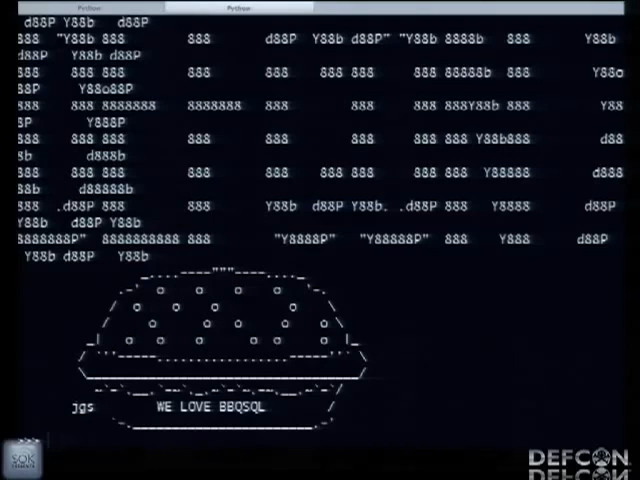 Python Python
d88P Y88b   d88P
888  "Y88b 888        888       d88P  Y88b d88P" "Y88b 8888b  888       Y88b
d88P   Y88b d88P
888    888 888        888       888    888 888     888 88888b 888        Y88o
88P     Y88o88P
888    888 8888888    8888888   888        888     888 888Y88b 888         Y88
8P       Y888P
888    888 888        888       888        888     888 888 Y88b888         d88
8b       d888b
888    888 888        888       888    888 888     888 888  Y88888        d888
88b     d88888b
888  .d88P 888        888       Y88b  d88P Y88b. .d88P 888   Y8888       d88P
Y88b   d88P Y88b
8888888P"  8888888888 888        "Y8888P"   "Y88888P"  888    Y888      d88P
Y88b d88P   Y88b
jgs WE LOVE BBQSQL
>>>
SOK
DEFCON